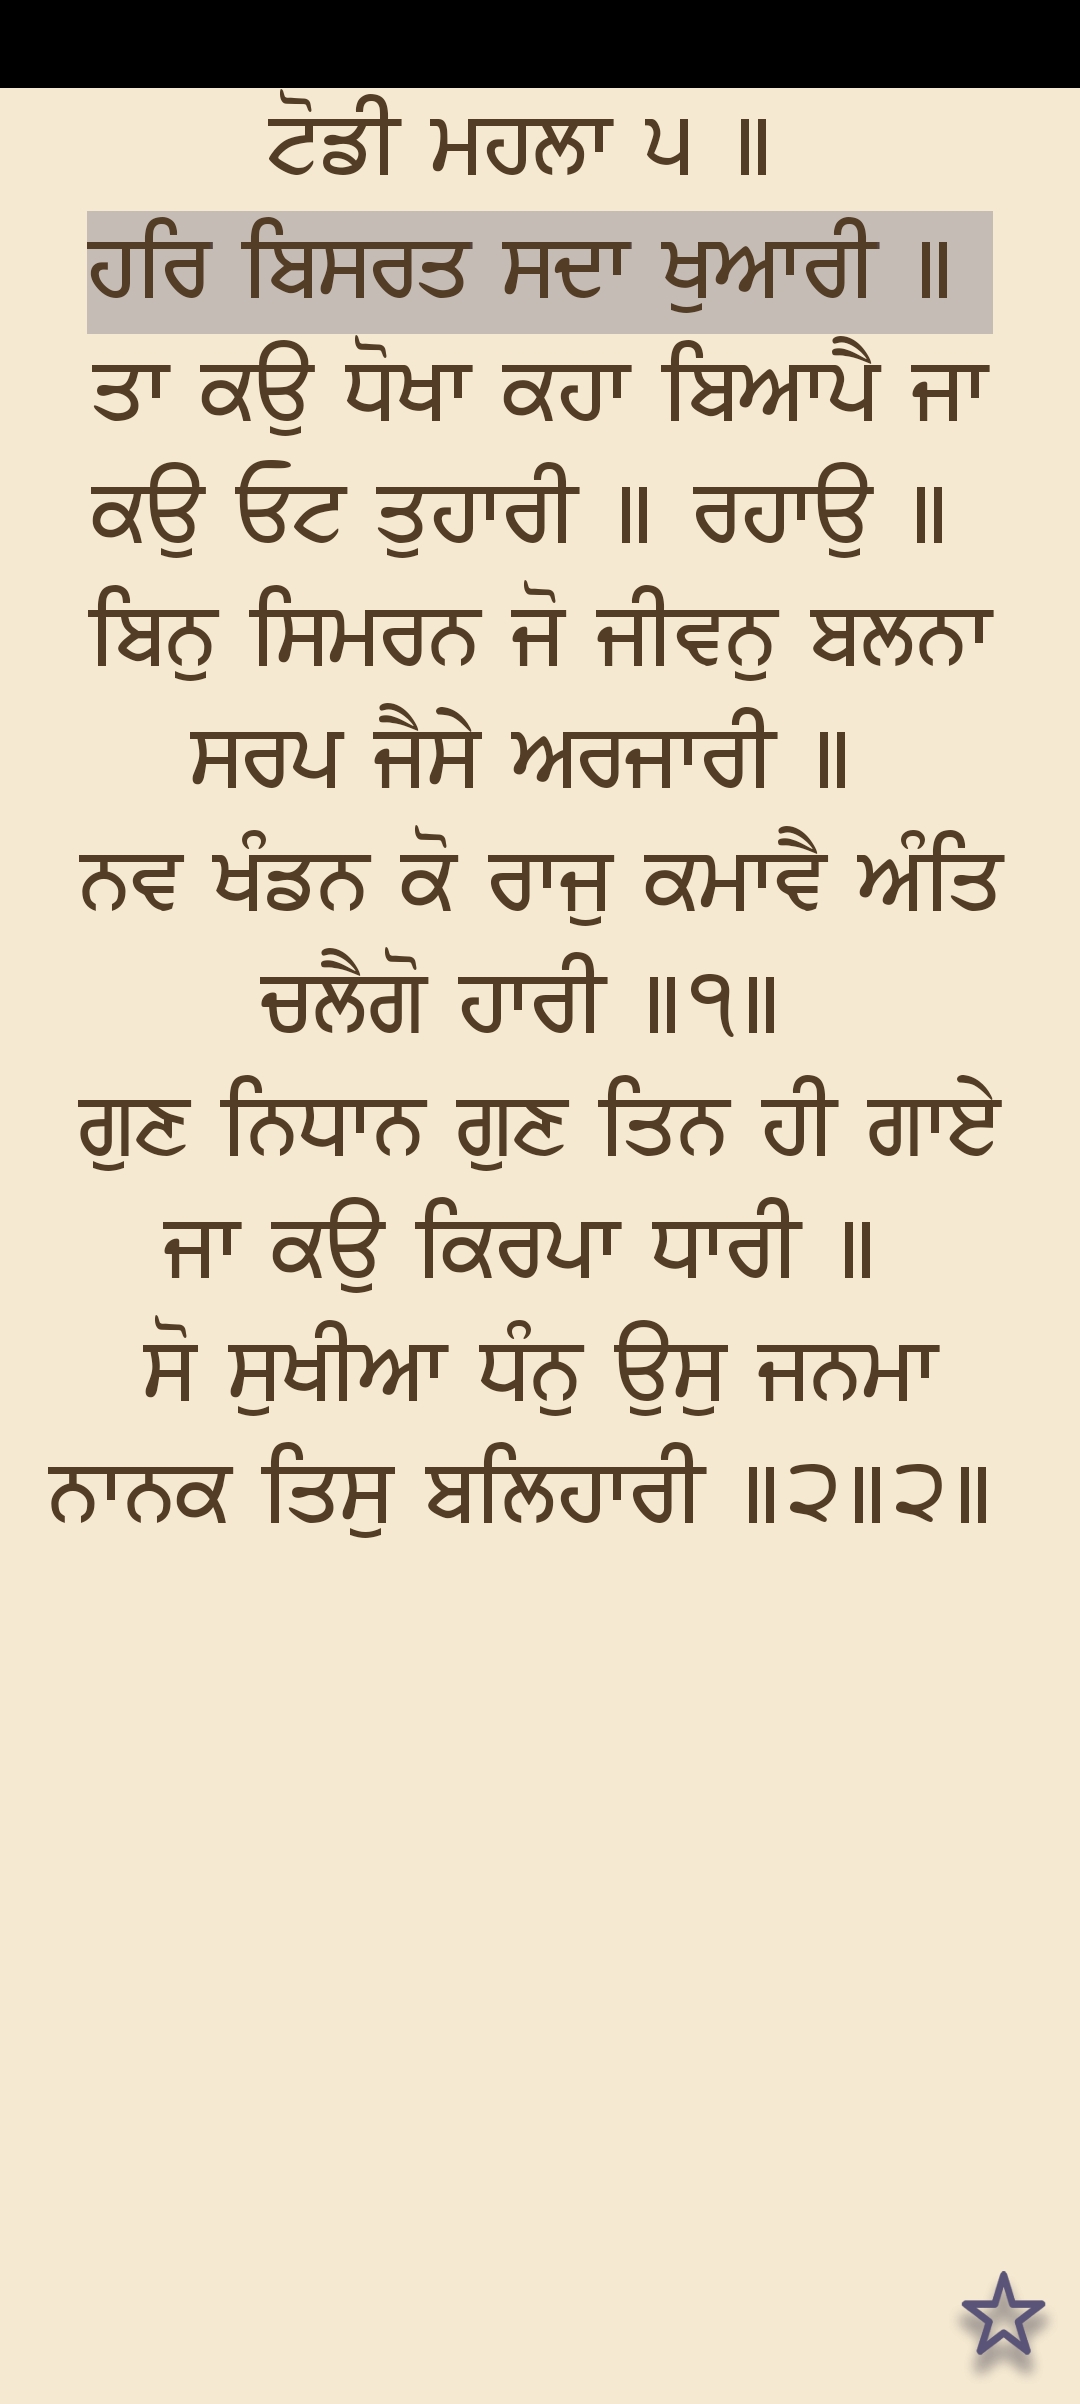 ਟੋਡੀ ਮਹਲਾ ੫ ॥
ਹਰਿ ਬਿਸਰਤ ਸਦਾ ਖੁਆਰੀ ॥
ਤਾ ਕਉ ਧੋਖਾ ਕਹਾ ਬਿਆਪੈ ਜਾ
ਕਉ ਓਟ ਤੁਹਾਰੀ ॥ ਰਹਾਉ ॥
ਬਿਨੁ ਸਿਮਰਨ ਜੋ ਜੀਵਨੁ ਬਲਨਾ
ਸਰਪ ਜੈਸੇ ਅਰਜਾਰੀ ॥
ਨਵ ਖੰਡਨ ਕੋ ਰਾਜੁ ਕਮਾਵੈ ਅੰਤਿ
ਚਲੈਗੋ ਹਾਰੀ ॥੧॥
ਗੁਣ ਨਿਧਾਨ ਗੁਣ ਤਿਨ ਹੀ ਗਾਏ
ਜਾ ਕਉ ਕਿਰਪਾ ਧਾਰੀ ॥
ਸੋ ਸੁਖੀਆ ਧੰਨੁ ਉਸੁ ਜਨਮਾ
ਨਾਨਕ ਤਿਸੁ ਬਲਿਹਾਰੀ ॥੨॥੨॥